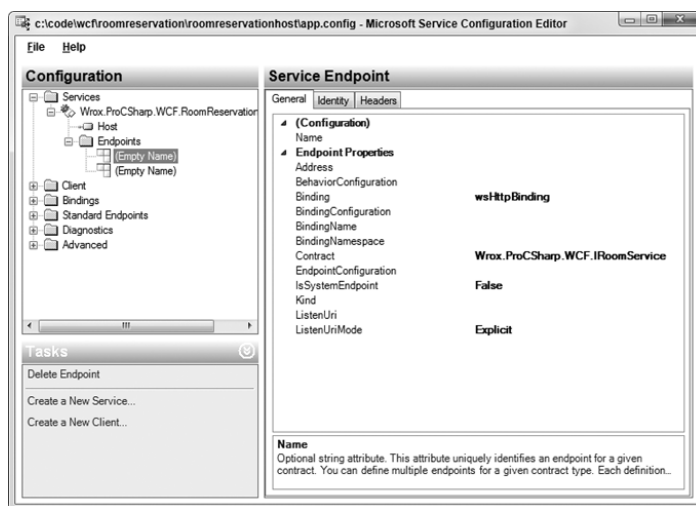 c:\code\wcf\roomreservation\roomreservationhost\app.config - Microsoft Service Configuration Editor
File Help
Configuration
Services
Wrox.ProCSharp.WCF.RoomReservation
Host
Endpoints
(Empty Name)
(Empty Name)
Client
Bindings
Standard Endpoints
Diagnostics
Advanced
Tasks
Delete Endpoint
Create a New Service...
Create a New Client...
Service Endpoint
General Identity Headers
(Configuration)
Name
Endpoint Properties
Address
BehaviorConfiguration
Binding wsHttpBinding
BindingConfiguration
BindingName
BindingNamespace
Contract Wrox.ProCSharp.WCF.IRoomService
EndpointConfiguration
IsSystemEndpoint False
Kind
ListenUri
ListenUriMode Explicit
Name
Optional string attribute. This attribute uniquely identifies an endpoint for a given
contract. You can define multiple endpoints for a given contract type. Each definition...